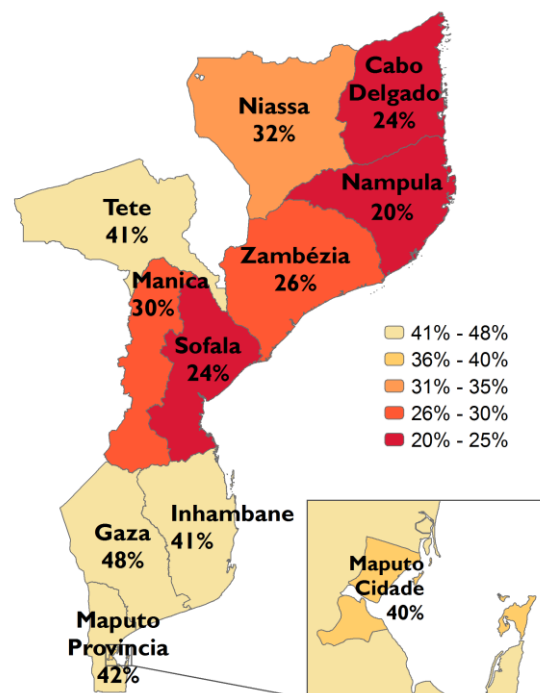 Cabo
Delgado
24%
Niassa
32%
Nampula
20%
Tete
41%
Zambézia
26%
Manica
30%
Sofala
24%
41% - 48%
36% - 40%
31% - 35%
26% - 30%
20% - 25%
Inhambane
41%
Gaza
48%
Maputo
Cidade
40%
Maputo
Provincia
42%